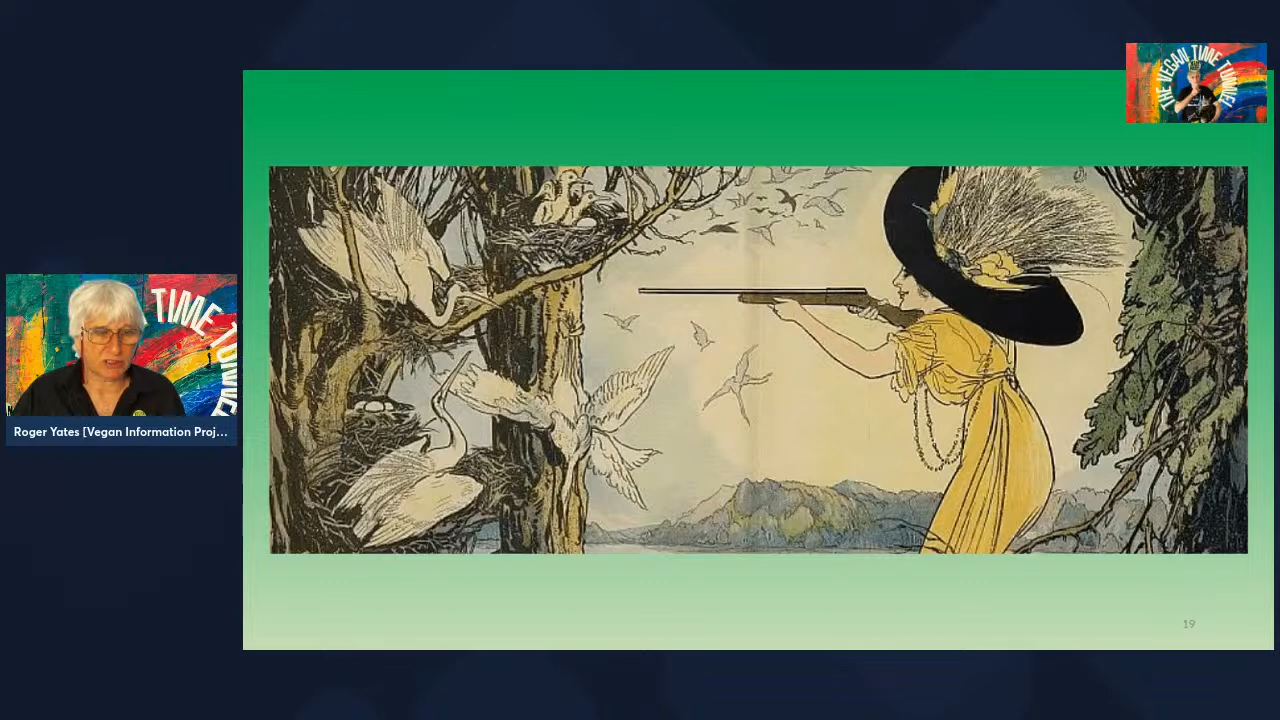 THE VEGAN TIME TUNNEL
TIME TUNNEL
Roger Yates [Vegan Information Proj...
19